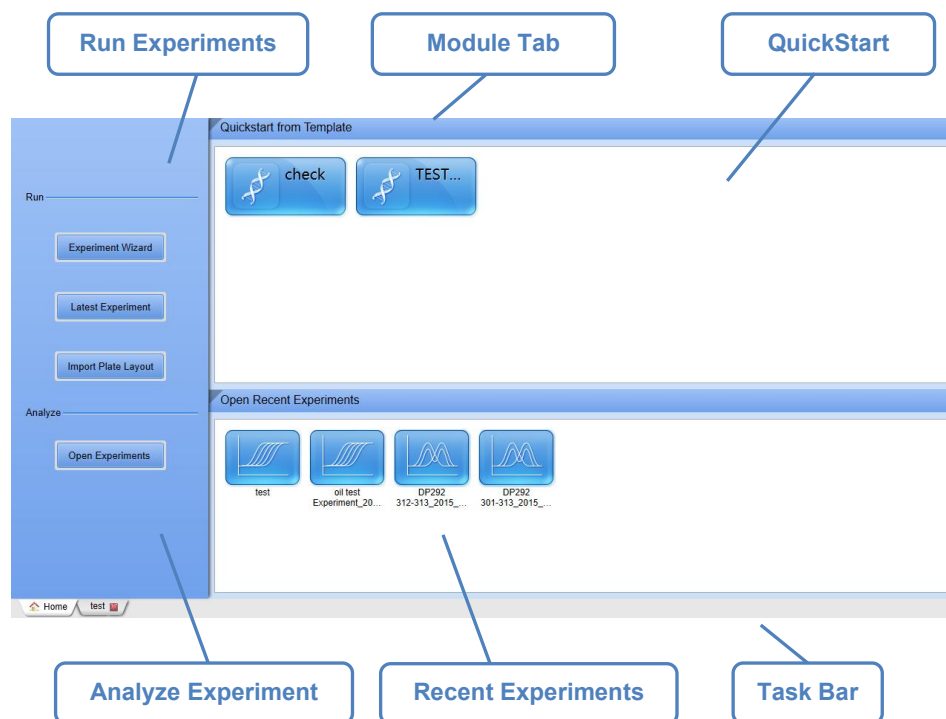 Run Experiments
Module Tab
QuickStart
Quickstart from Template
check
TEST...
Run
Experiment Wizard
Latest Experiment
Import Plate Layout
Open Recent Experiments
Analyze
Open Experiments
test
oil test
Experiment_20...
DP292
312-313_2015_...
DP292
301-313_2015_...
Home
test
Analyze Experiment
Recent Experiments
Task Bar